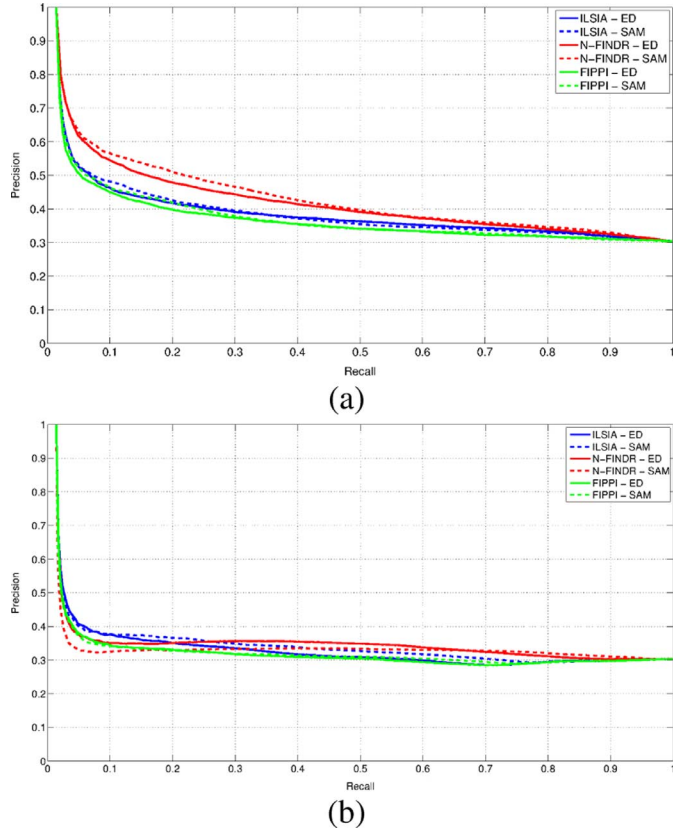 1
0.9
0.8
0.7
0.6
0.5
0.4
0.3
0.2
0.1
0
Precision
ILSIA – ED
ILSIA – SAM
N–FINDR – ED
N–FINDR – SAM
FIPPI – ED
FIPPI – SAM
0 0.1 0.2 0.3 0.4 0.5 0.6 0.7 0.8 0.9 1
Recall
(a)
1
0.9
0.8
0.7
0.6
0.5
0.4
0.3
0.2
0.1
0
Precision
ILSIA – ED
ILSIA – SAM
N–FINDR – ED
N–FINDR – SAM
FIPPI – ED
FIPPI – SAM
0 0.1 0.2 0.3 0.4 0.5 0.6 0.7 0.8 0.9 1
Recall
(b)